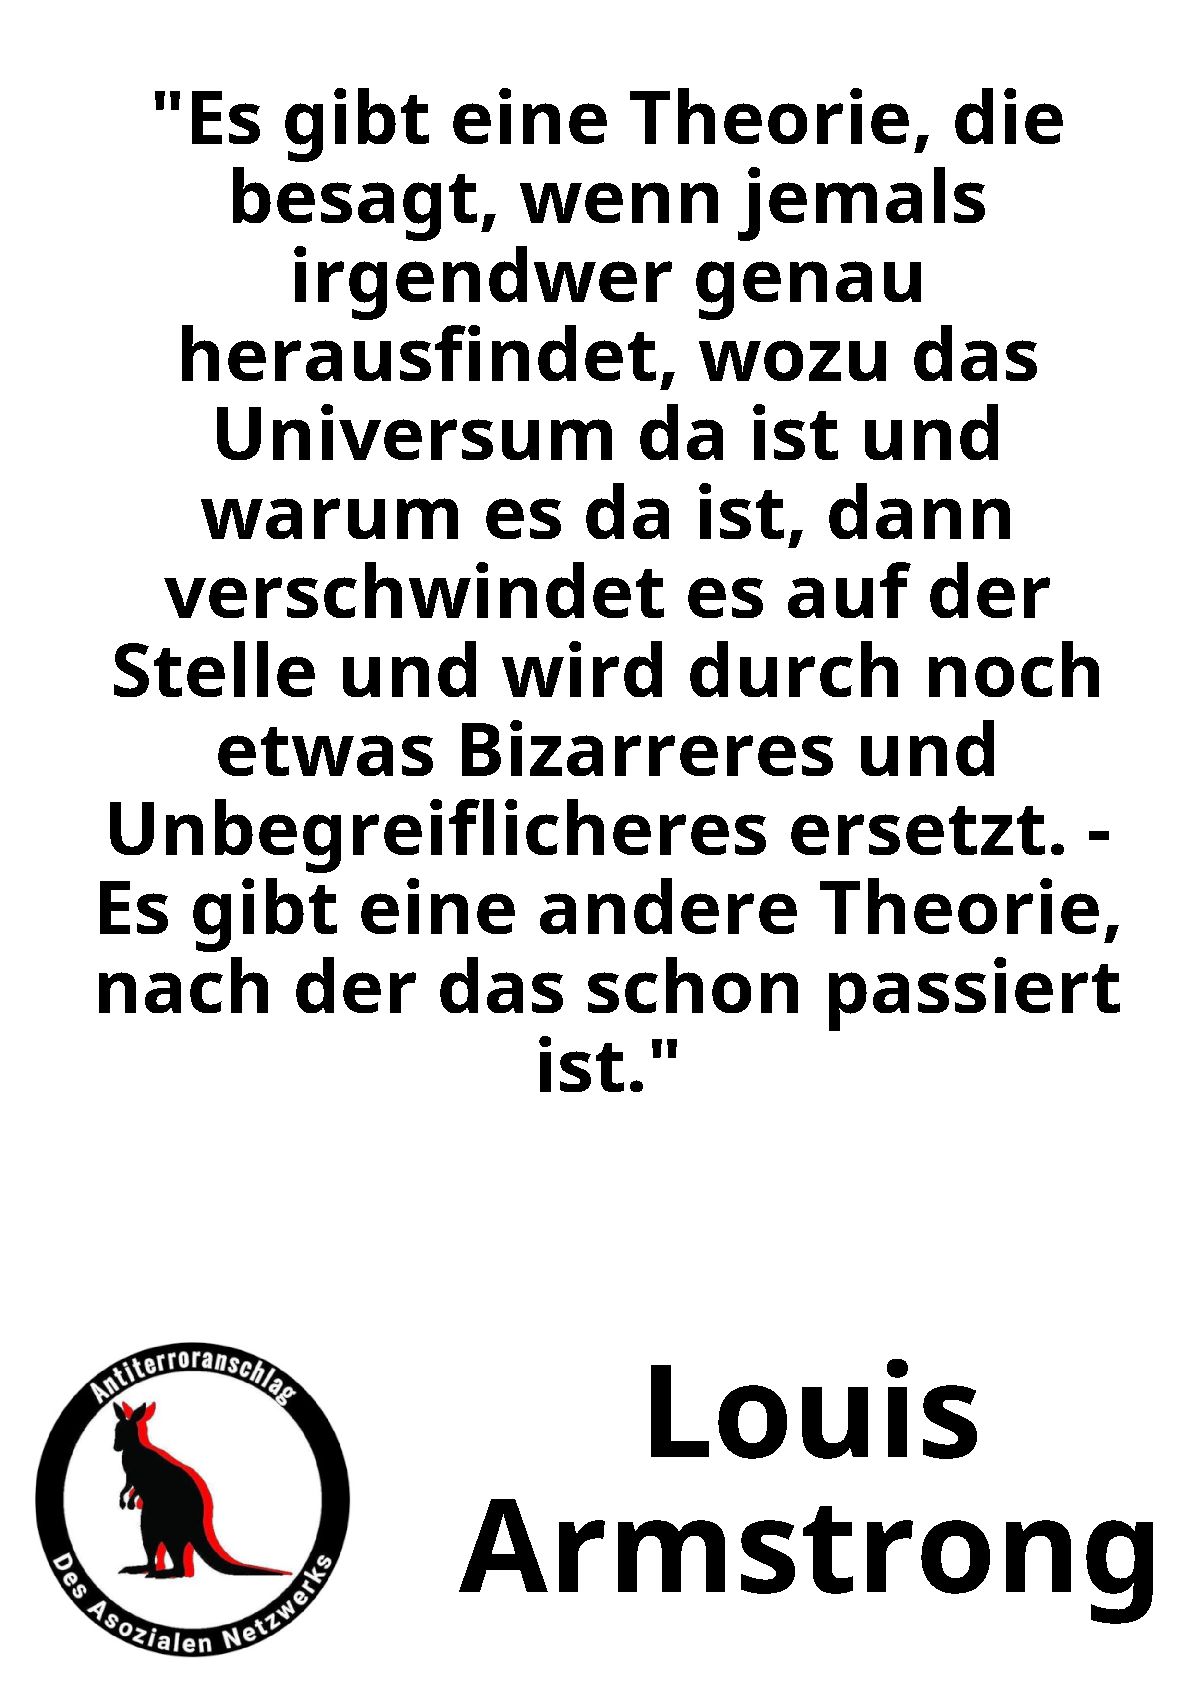 "Es gibt eine Theorie, die
besagt, wenn jemals
irgendwer genau
herausfindet, wozu das
Universum da ist und
warum es da ist, dann
verschwindet es auf der
Stelle und wird durch noch
etwas Bizarreres und
Unbegreiflicheres ersetzt. -
Es gibt eine andere Theorie,
nach der das schon passiert
ist."
Antiterroranschlag
Des Asozialen Netzwerks
Louis
Armstrong